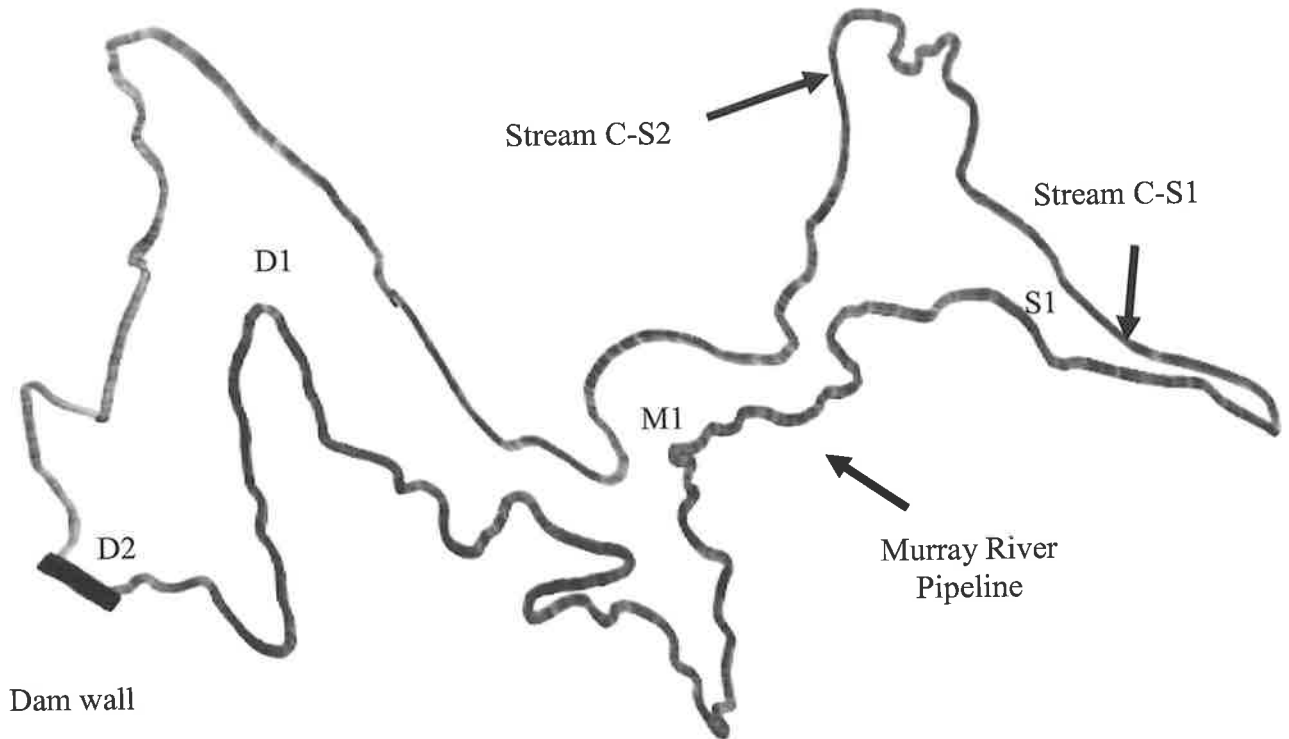 Stream C-S2
Stream C-S1
D1
S1
M1
D2
Murray River
Pipeline
Dam wall